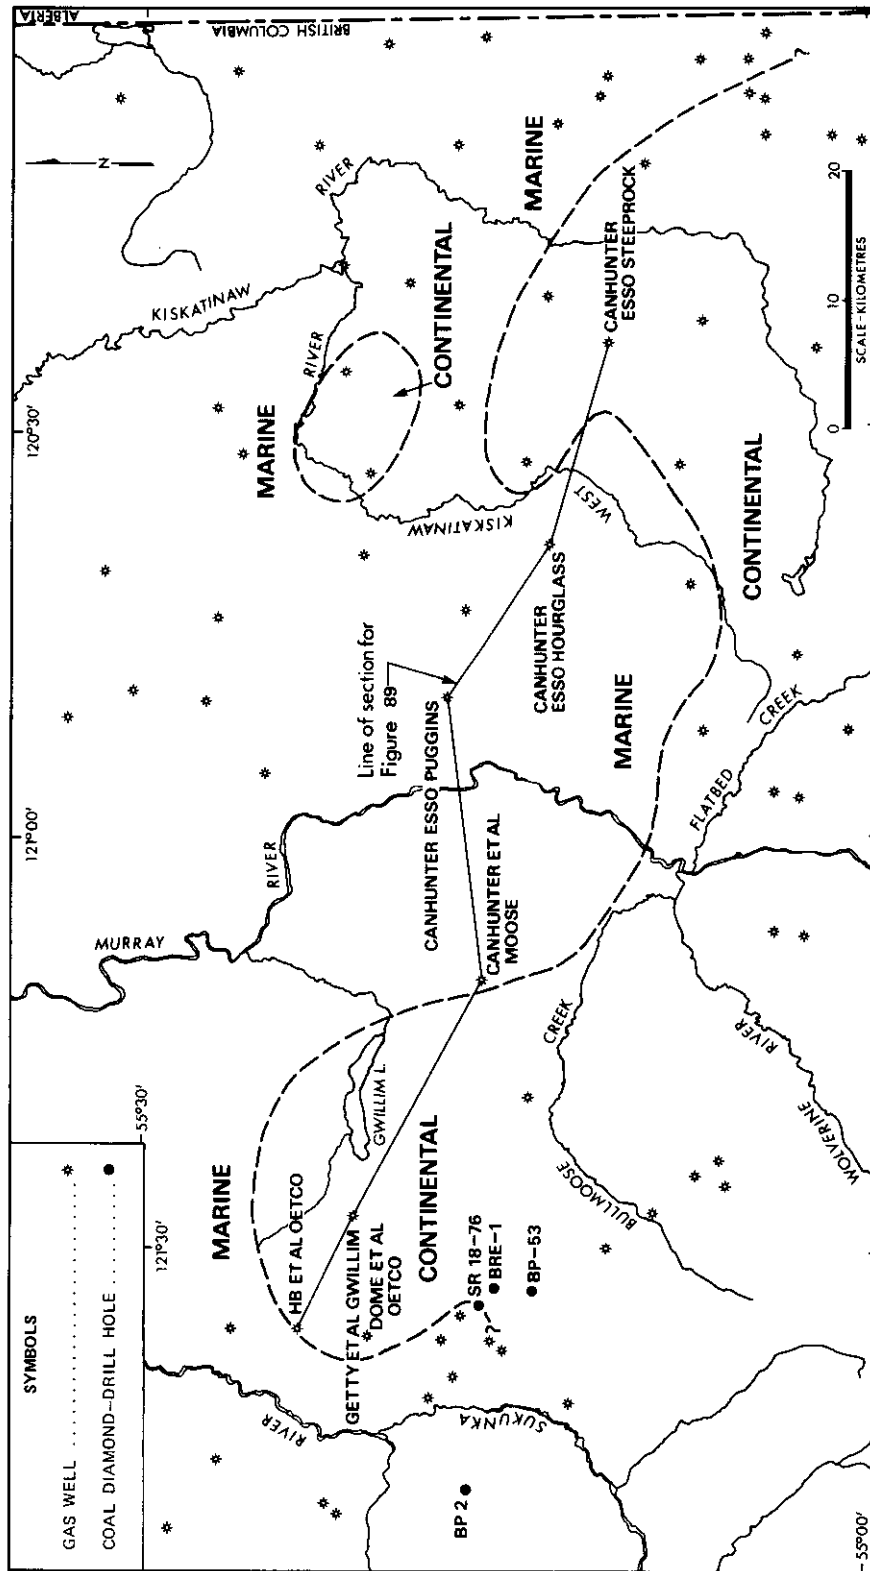 SYMBOLS
GAS WELL
COAL DIAMOND-DRILL HOLE
55°30'
121°30'
121°00'
120°30'
ALBERTA
BRITISH COLUMBIA
N
MURRAY
RIVER
KISKATINAW
RIVER
RIVER
MARINE
MARINE
CONTINENTAL
MARINE
HB ET AL OETCO
GWILLIM L.
GETTY ET AL GWILLIM
DOME ET AL
OETCO
CONTINENTAL
RIVER
SUKUNKA
BP 2
SR 18-76
BRE-1
BP-53
?
Line of section for
Figure 89
CANHUNTER ESSO PUGGINS
CANHUNTER ET AL
MOOSE
KISKATINAW
WEST
CANHUNTER
ESSO HOURGLASS
CANHUNTER
ESSO STEEPROCK
MARINE
CONTINENTAL
CREEK
BULLMOOSE
FLATBED
CREEK
RIVER
WOLVERINE
?
0 10 20
SCALE-KILOMETRES
55°00'